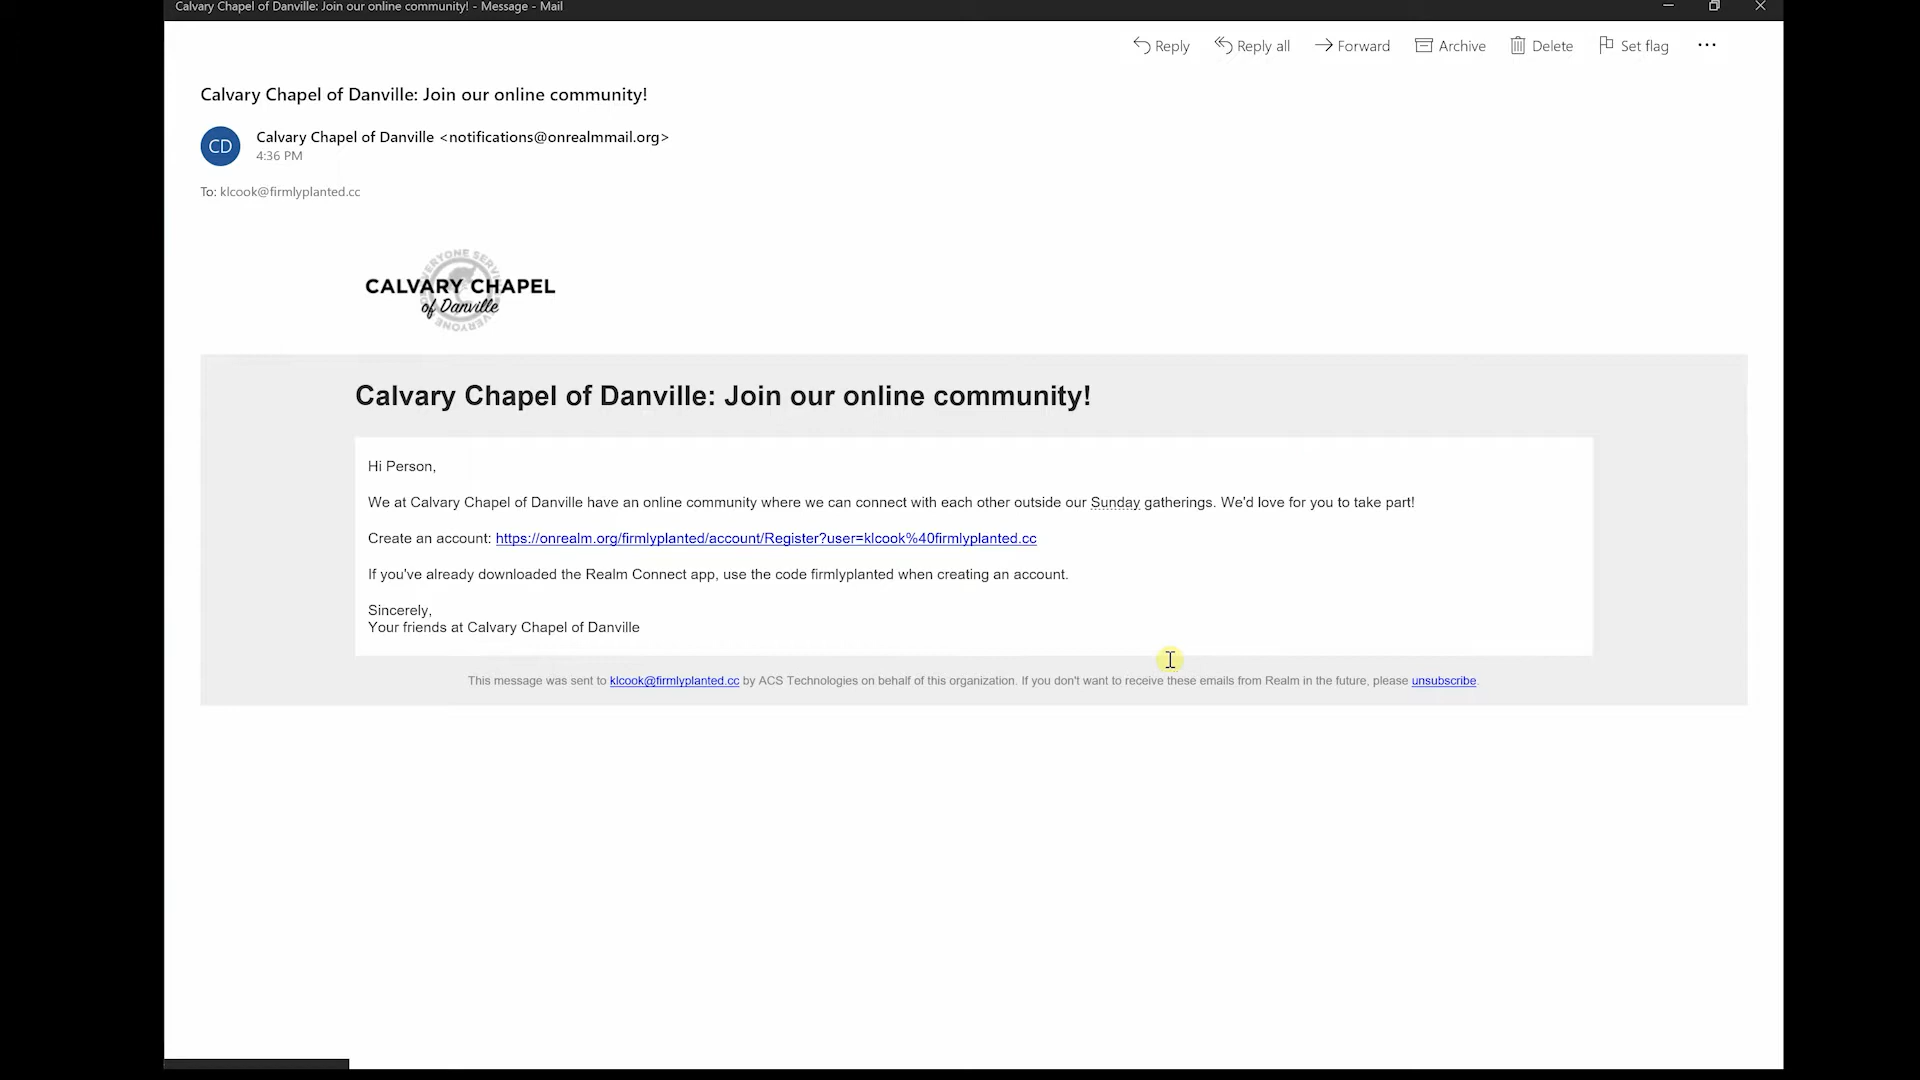 Calvary Chapel of Danville: Join our online community! - Message - Mail
Reply Reply all Forward Archive Delete Set flag
Calvary Chapel of Danville: Join our online community!
CD
Calvary Chapel of Danville <notifications@onrealmmail.org>
4:36 PM
To: klcook@firmlyplanted.cc
CALVARY CHAPEL
of Danville
Calvary Chapel of Danville: Join our online community!
Hi Person,
We at Calvary Chapel of Danville have an online community where we can connect with each other outside our Sunday gatherings. We'd love for you to take part!
Create an account: https://onrealm.org/firmlyplanted/account/Register?user=klcook%40firmlyplanted.cc
If you've already downloaded the Realm Connect app, use the code firmlyplanted when creating an account.
Sincerely,
Your friends at Calvary Chapel of Danville
This message was sent to klcook@firmlyplanted.cc by ACS Technologies on behalf of this organization. If you don't want to receive these emails from Realm in the future, please unsubscribe.